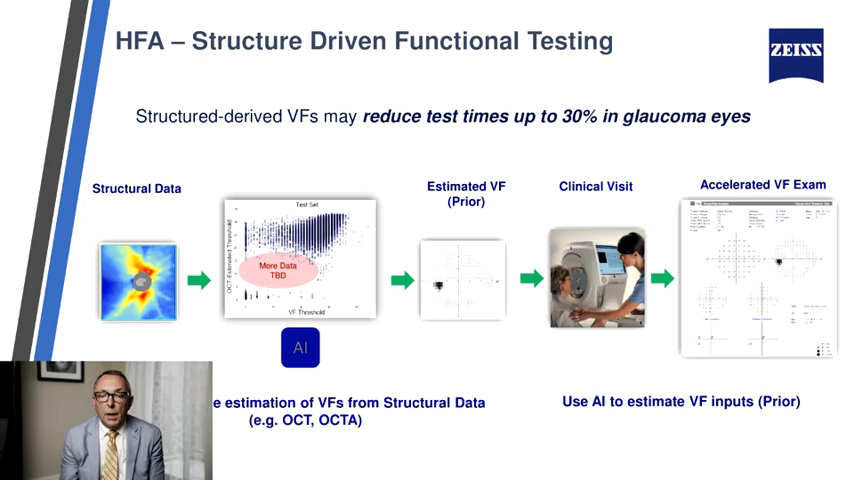 HFA – Structure Driven Functional Testing
ZEISS
Structured-derived VFs may reduce test times up to 30% in glaucoma eyes
Structural Data
Estimated VF
(Prior)
Clinical Visit
Accelerated VF Exam
Test Set
OCT-Estimated Threshold
More Data
TBD
VF Threshold
AI
e estimation of VFs from Structural Data
(e.g. OCT, OCTA)
Use AI to estimate VF inputs (Prior)